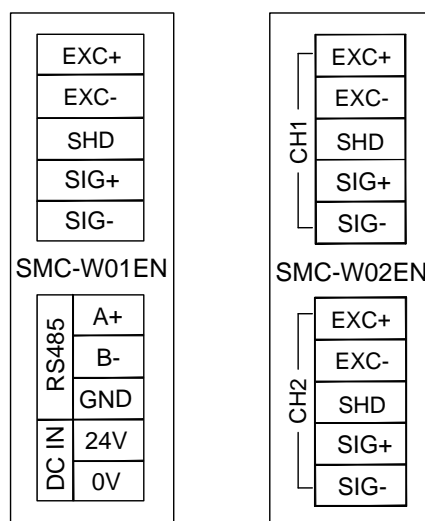 EXC+
EXC-
SHD
SIG+
SIG-
SMC-W01EN
RS485
A+
B-
GND
DC IN
24V
0V
CH1
EXC+
EXC-
SHD
SIG+
SIG-
SMC-W02EN
CH2
EXC+
EXC-
SHD
SIG+
SIG-